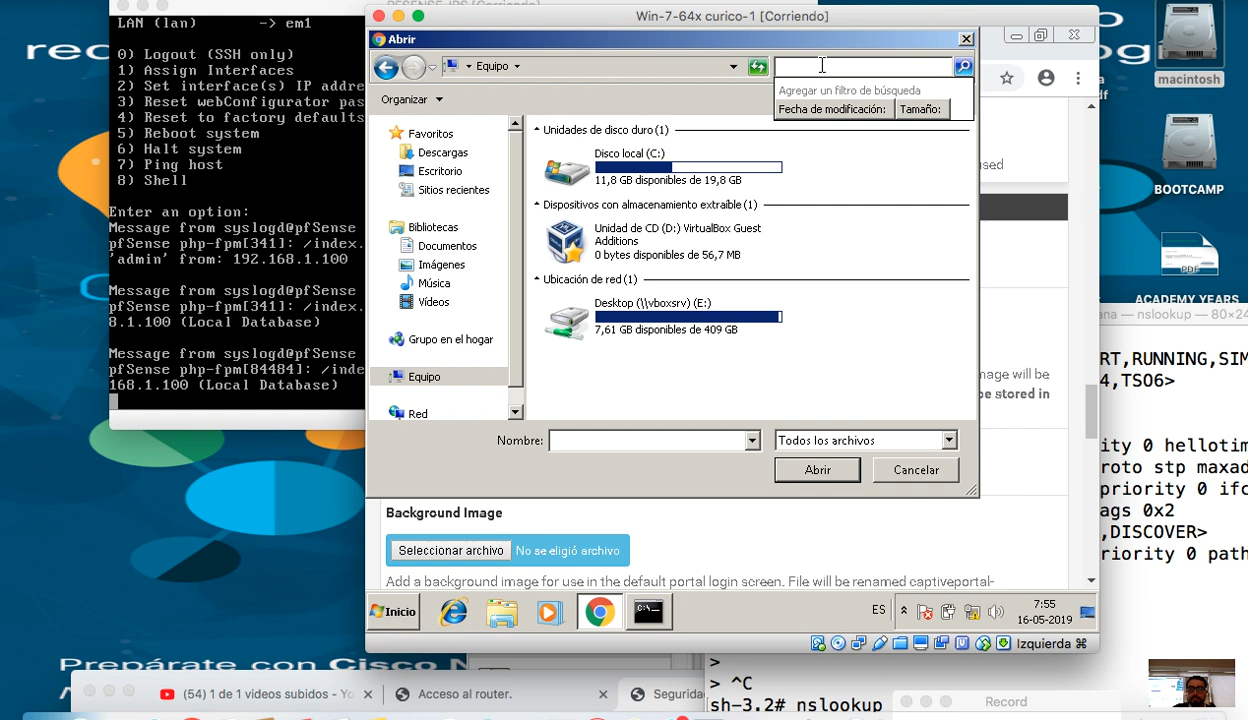 LAN (lan) -> em1
0) Logout (SSH only)
1) Assign Interfaces
2) Set interface(s) IP addre
3) Reset webConfigurator pas
4) Reset to factory defaults
5) Reboot system
6) Halt system
7) Ping host
8) Shell
Enter an option:
Message from syslogd@pfSense
pfSense php-fpm[341]: /index.
'admin' from: 192.168.1.100
Message from syslogd@pfSense
pfSense php-fpm[341]: /index.
8.1.100 (Local Database)
Message from syslogd@pfSense
pfSense php-fpm[84484]: /inde
168.1.100 (Local Database)
Win-7-64x curico-1 [Corriendo]
Abrir
Equipo
Agregar un filtro de búsqueda
Fecha de modificación: Tamaño:
Organizar
Favoritos
Descargas
Escritorio
Sitios recientes
Bibliotecas
Documentos
Imágenes
Música
Vídeos
Grupo en el hogar
Equipo
Red
Unidades de disco duro (1)
Disco local (C:)
11,8 GB disponibles de 19,8 GB
Dispositivos con almacenamiento extraíble (1)
Unidad de CD (D:) VirtualBox Guest
Additions
0 bytes disponibles de 56,7 MB
Ubicación de red (1)
Desktop (\\vboxsrv) (E:)
7,61 GB disponibles de 409 GB
Nombre:
Todos los archivos
Abrir Cancelar
used
mage will be
be stored in
Background Image
Seleccionar archivo No se eligió archivo
Add a background image for use in the default portal login screen. File will be renamed captiveportal-
Inicio
ES
7:55
16-05-2019
Izquierda ⌘
macintosh
BOOTCAMP
PDF
ACADEMY YEARS
ana — nslookup — 80×24
RT,RUNNING,SIM
4,TSO6>
ity 0 hellotim
roto stp maxad
priority 0 ifc
ags 0x2
,DISCOVER>
riority 0 path
>
> ^C
sh-3.2# nslookup
Record
Prepárate con Cisco N
(54) 1 de 1 videos subidos - Yo
Acceso al router.
Segurida